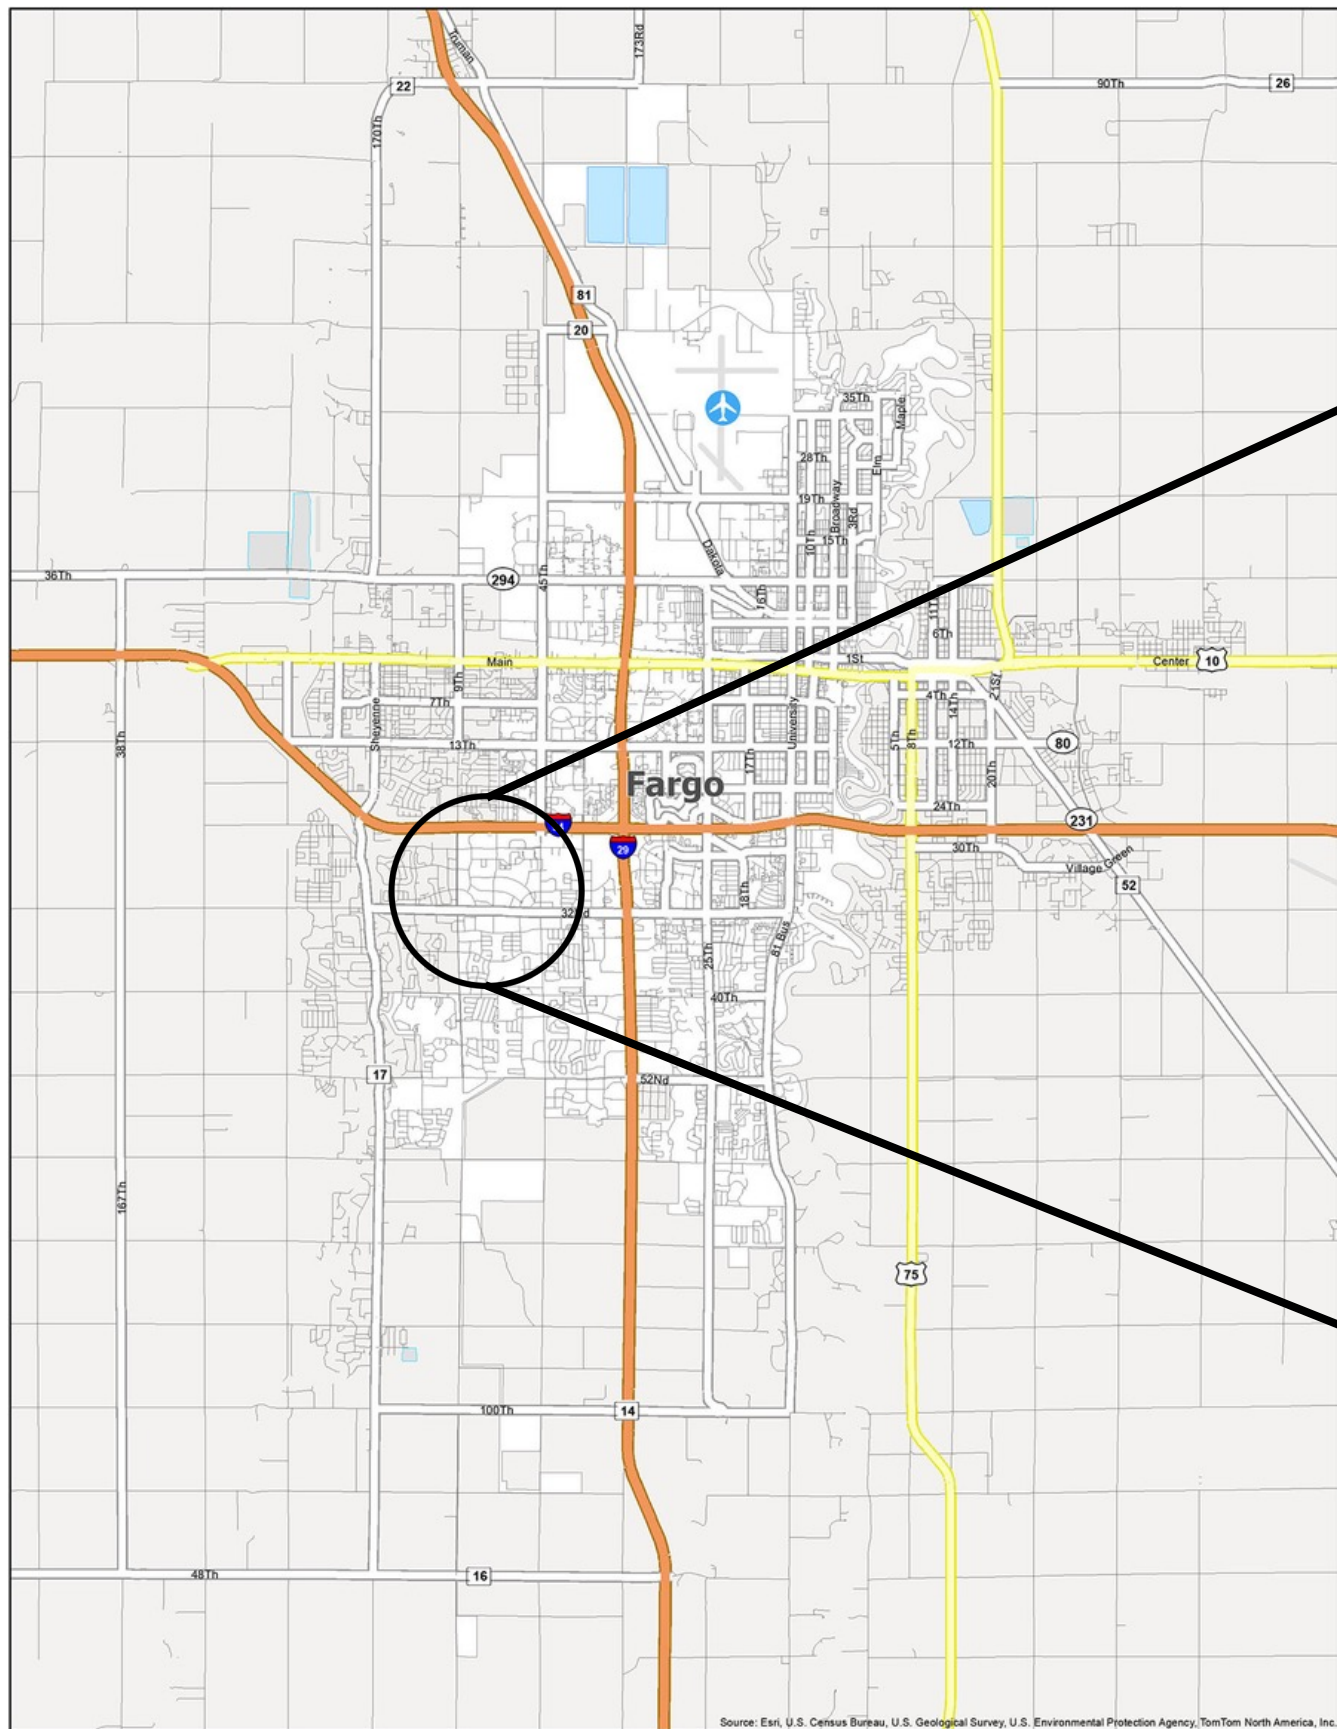 Truman
173Rd
22
90Th
26
170Th
81
20
35Th
Maple
28Th
Elm
19Th
Broadway
3Rd
10Th
15Th
Dakota
36Th
294
45Th
16Th
11T
6Th
Main
1St
Center
10
9Th
7Th
4Th
14Th
21St
Sheyenne
University
38Th
13Th
5Th
8Th
12Th
80
17Th
20Th
Fargo
24Th
231
29
30Th
Village Green
52
18Th
32Nd
81 Bus
25Th
40Th
17
52Nd
167Th
75
100Th
14
48Th
16
Source: Esri, U.S. Census Bureau, U.S. Geological Survey, U.S. Environmental Protection Agency, TomTom North America, Inc.